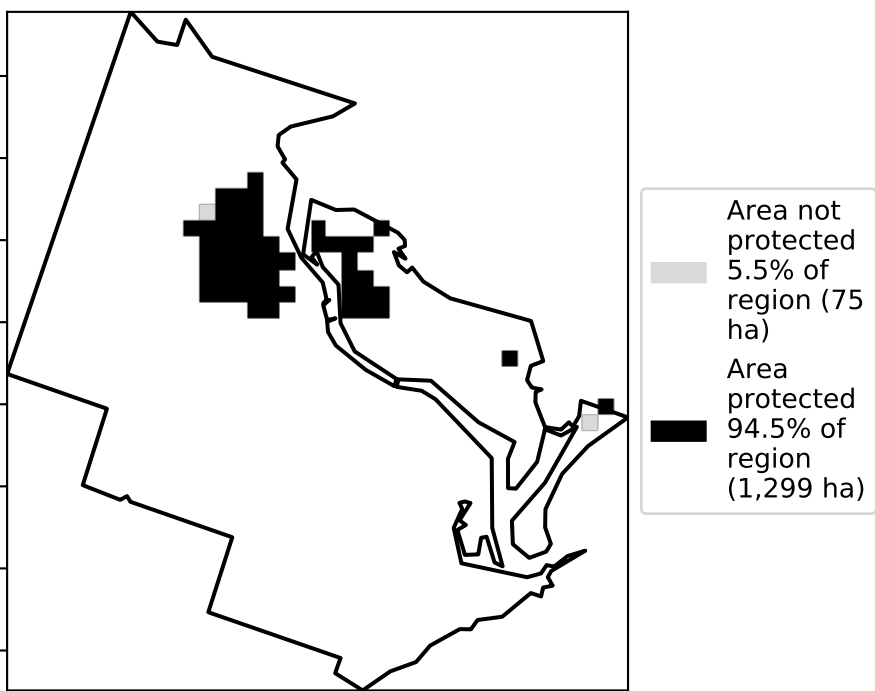 Area not
protected
5.5% of
region (75
ha)
Area
protected
94.5% of
region
(1,299 ha)